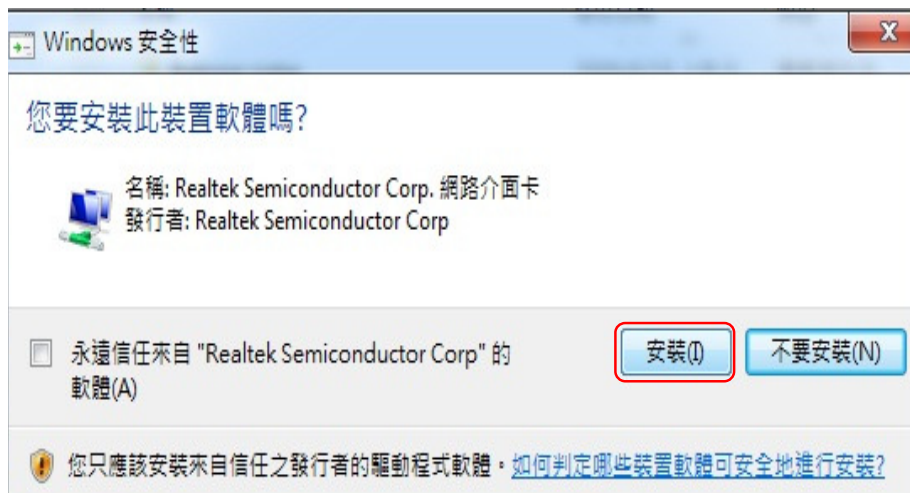 Windows 安全性
您要安裝此裝置軟體嗎?
名稱: Realtek Semiconductor Corp. 網路介面卡
發行者: Realtek Semiconductor Corp
永遠信任來自 "Realtek Semiconductor Corp" 的
軟體(A)
安裝(I)
不要安裝(N)
您只應該安裝來自信任之發行者的驅動程式軟體。如何判定哪些裝置軟體可安全地進行安裝?